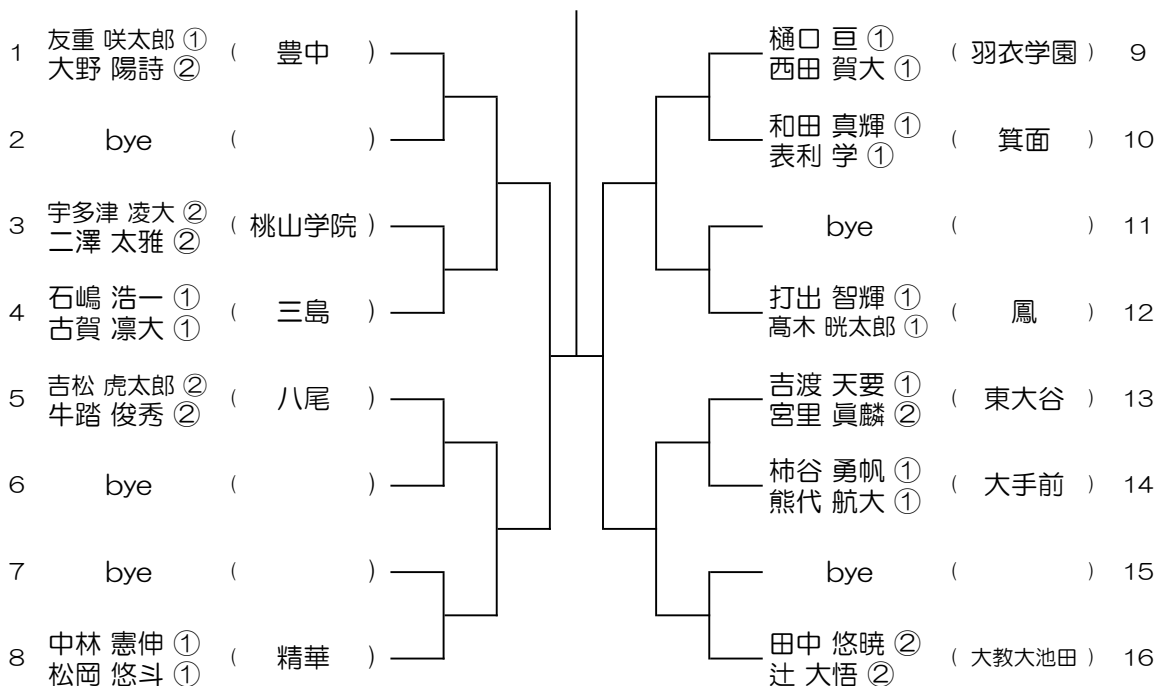 1 友重 咲太郎 ① ( 豊中 )
大野 陽詩 ②
2 bye ( )
3 宇多津 凌大 ② ( 桃山学院 )
二澤 太雅 ②
4 石嶋 浩一 ① ( 三島 )
古賀 凛大 ①
5 吉松 虎太郎 ② ( 八尾 )
牛踏 俊秀 ②
6 bye ( )
7 bye ( )
8 中林 憲伸 ① ( 精華 )
松岡 悠斗 ①
樋口 亘 ① ( 羽衣学園 ) 9
西田 賀大 ①
和田 真輝 ① ( 箕面 ) 10
表利 学 ①
bye ( ) 11
打出 智輝 ① ( 鳳 ) 12
髙木 晄太郎 ①
吉渡 天要 ① ( 東大谷 ) 13
宮里 眞麟 ②
柿谷 勇帆 ① ( 大手前 ) 14
熊代 航大 ①
bye ( ) 15
田中 悠暁 ② ( 大教大池田 ) 16
辻 大悟 ②